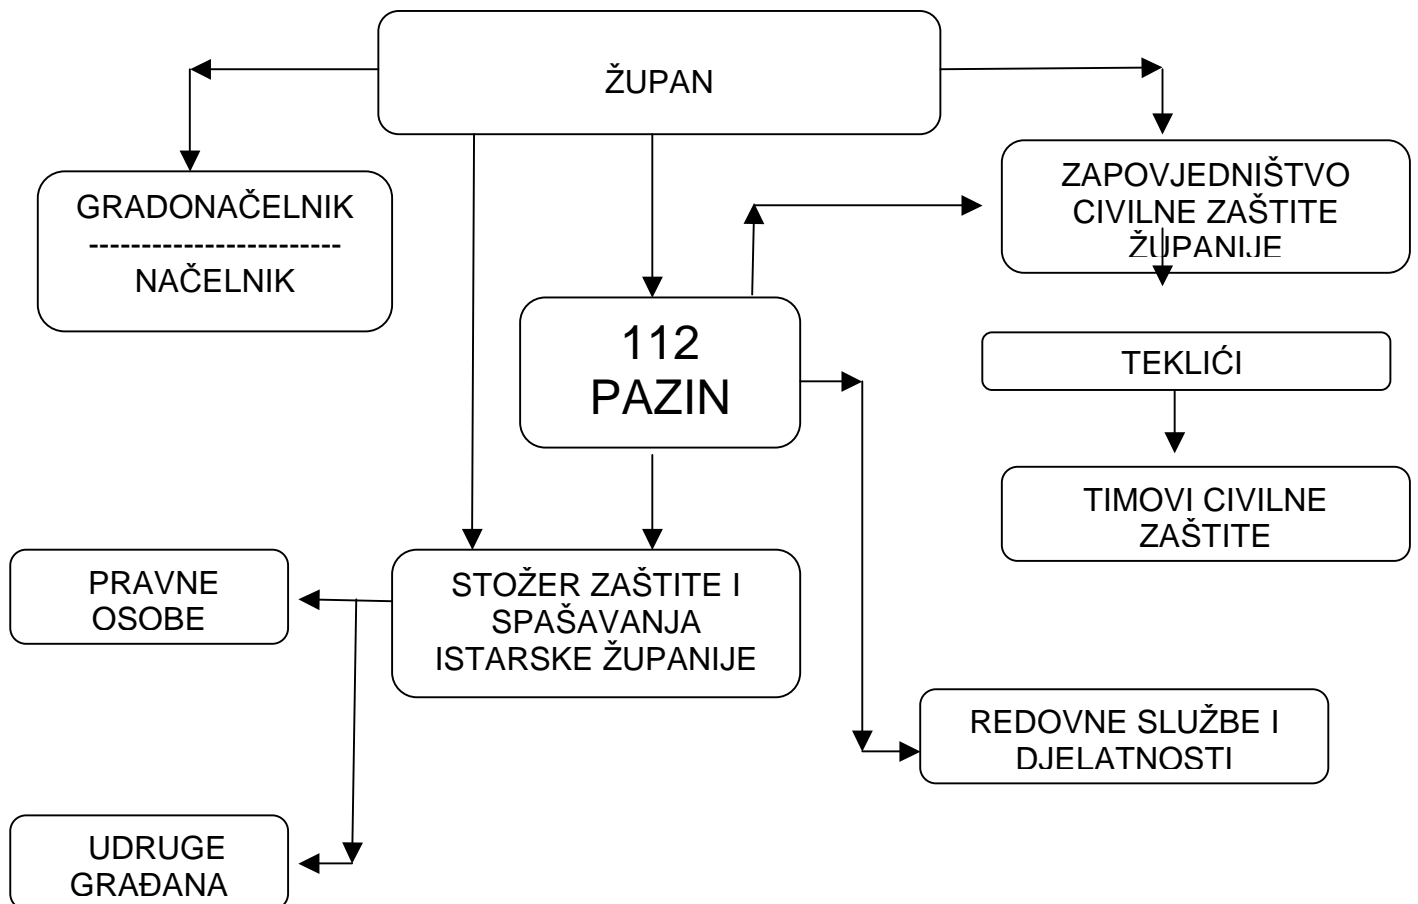 ŽUPAN
GRADONAČELNIK
------------------------
NAČELNIK
ZAPOVJEDNIŠTVO
CIVILNE ZAŠTITE
ŽUPANIJE
112
PAZIN
TEKLIĆI
TIMOVI CIVILNE
ZAŠTITE
PRAVNE
OSOBE
STOŽER ZAŠTITE I
SPAŠAVANJA
ISTARSKE ŽUPANIJE
REDOVNE SLUŽBE I
DJELATNOSTI
UDRUGE
GRAĐANA